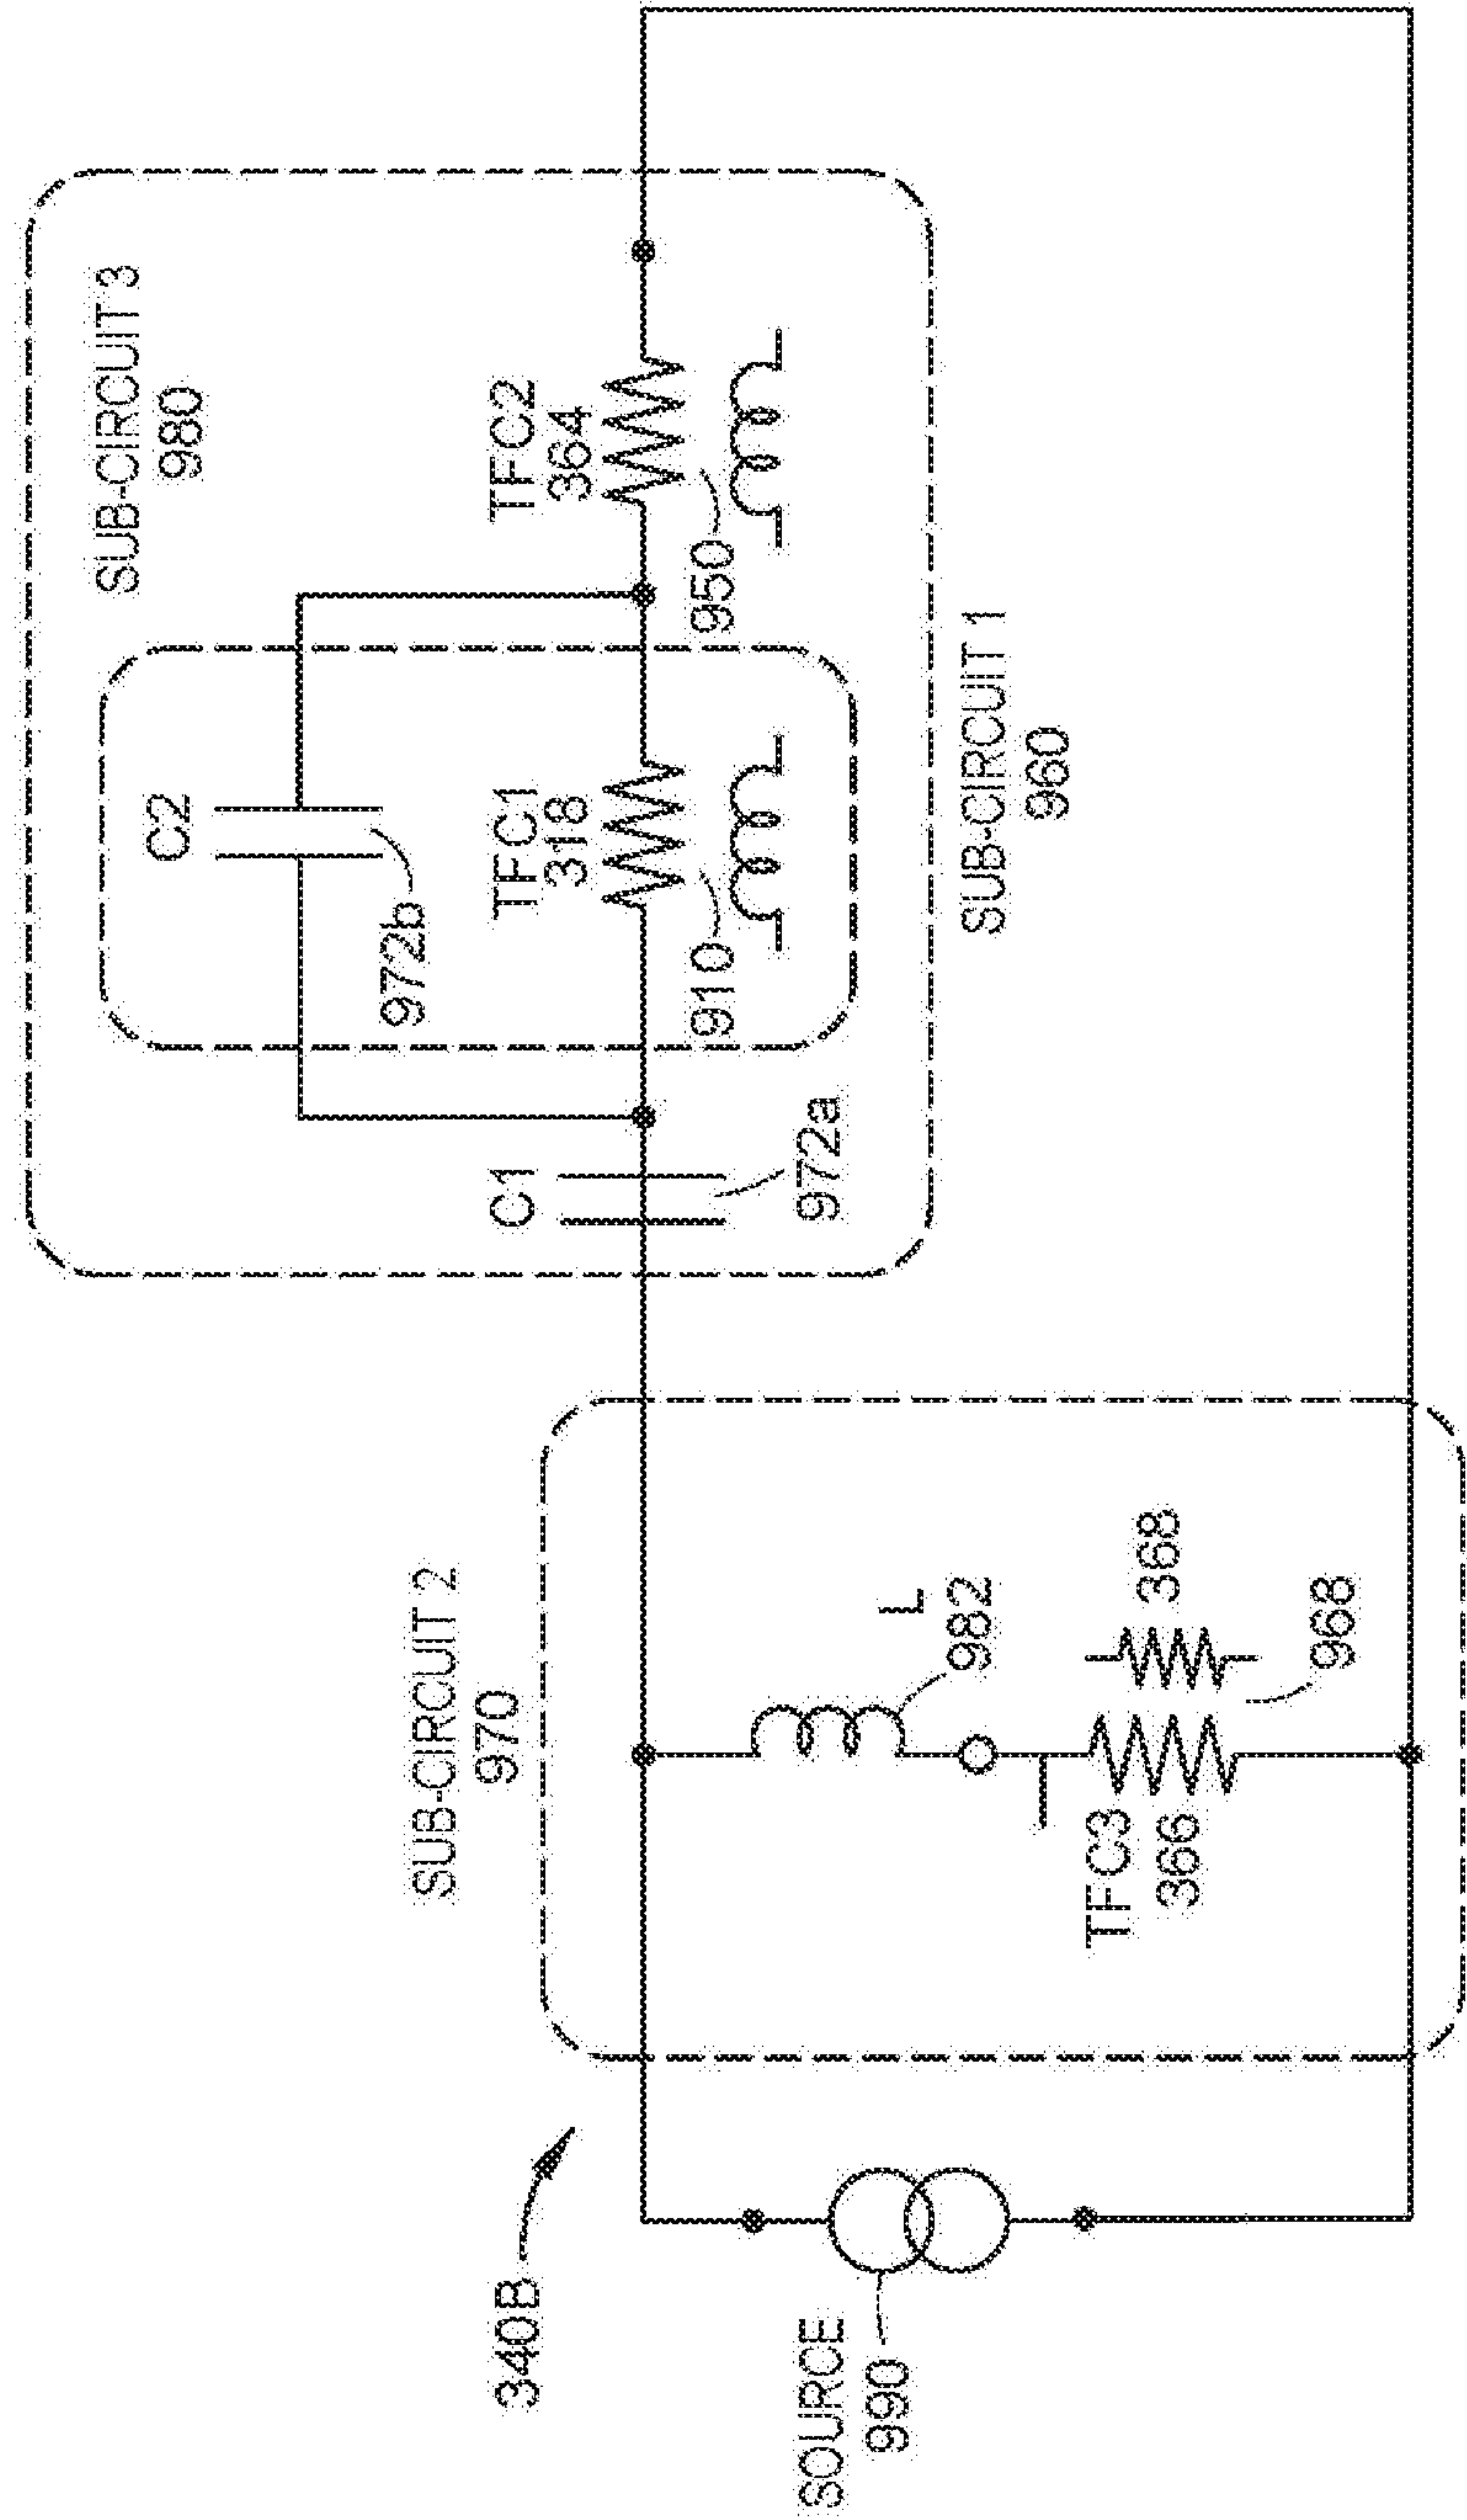 340B
SOURCE
990
SUB-CIRCUIT 2
970
L
982
TFC3
366
368
968
SUB-CIRCUIT 3
980
C1
972a
C2
972b
TFC1
318
910
TFC2
364
950
SUB-CIRCUIT 1
960